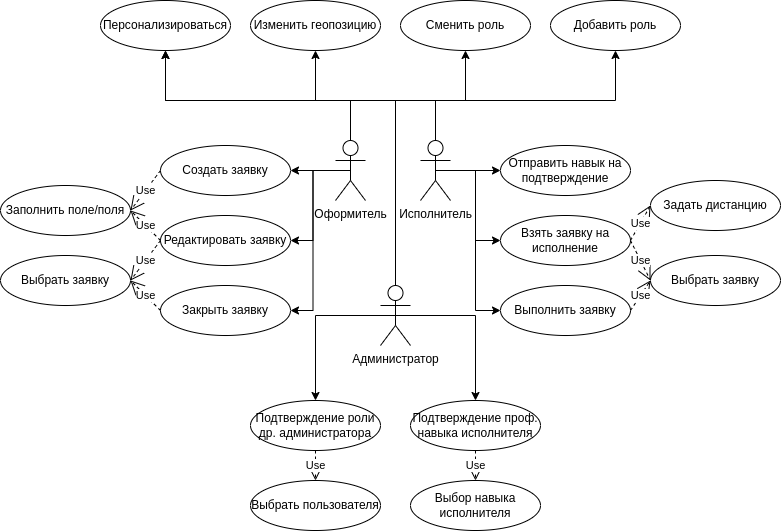 Персонализироваться
Изменить геопозицию
Сменить роль
Добавить роль
Создать заявку
Отправить навык на
подтверждение
Use
Заполнить поле/поля
Оформитель
Исполнитель
Задать дистанцию
Use
Use
Редактировать заявку
Взять заявку на
исполнение
Use
Use
Выбрать заявку
Выбрать заявку
Use
Use
Закрыть заявку
Выполнить заявку
Администратор
Подтверждение роли
др. администратора
Подтверждение проф.
навыка исполнителя
Use
Use
Выбрать пользователя
Выбор навыка
исполнителя